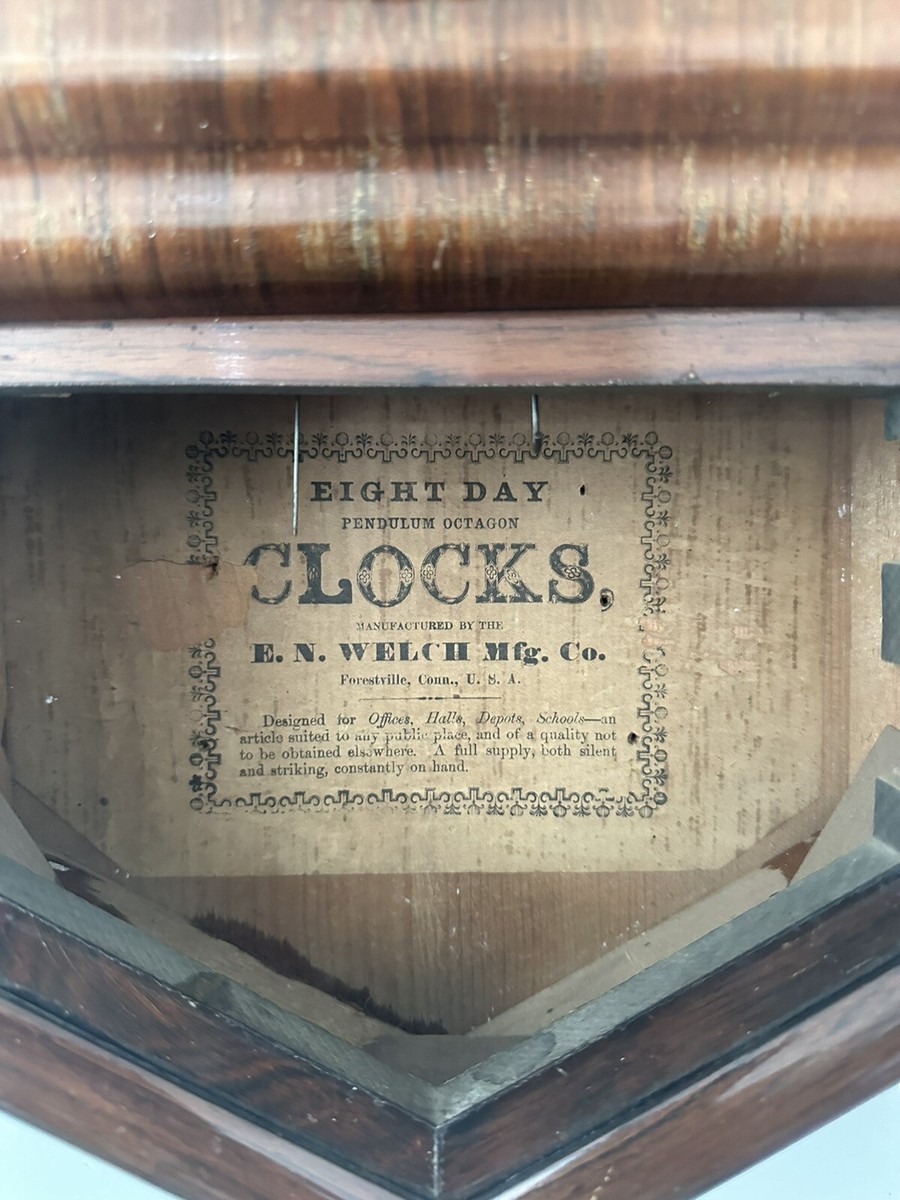 EIGHT DAY
PENDULUM OCTAGON
CLOCKS.
MANUFACTURED BY THE
E. N. WELCH Mfg. Co.
Forestville, Conn., U. S. A.
Designed for Offices, Halls, Depots, Schools—an
article suited to any public place, and of a quality not
to be obtained elsewhere. A full supply, both silent
and striking, constantly on hand.